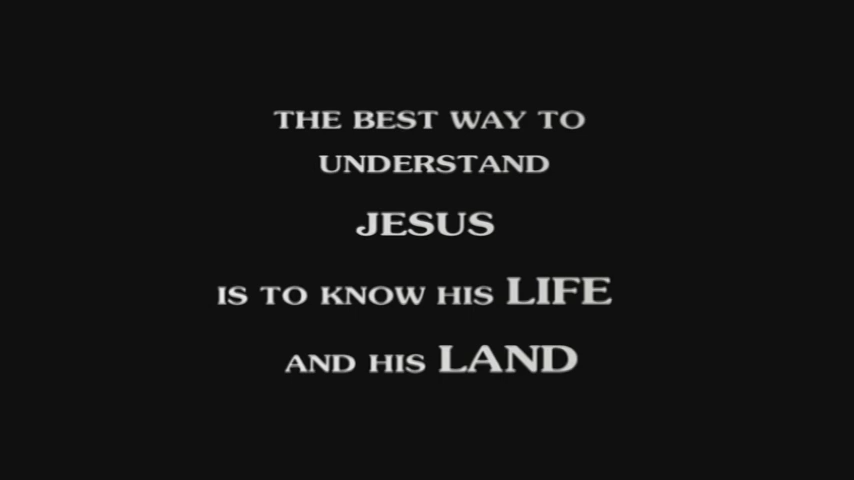 THE BEST WAY TO
UNDERSTAND
JESUS
IS TO KNOW HIS LIFE
AND HIS LAND